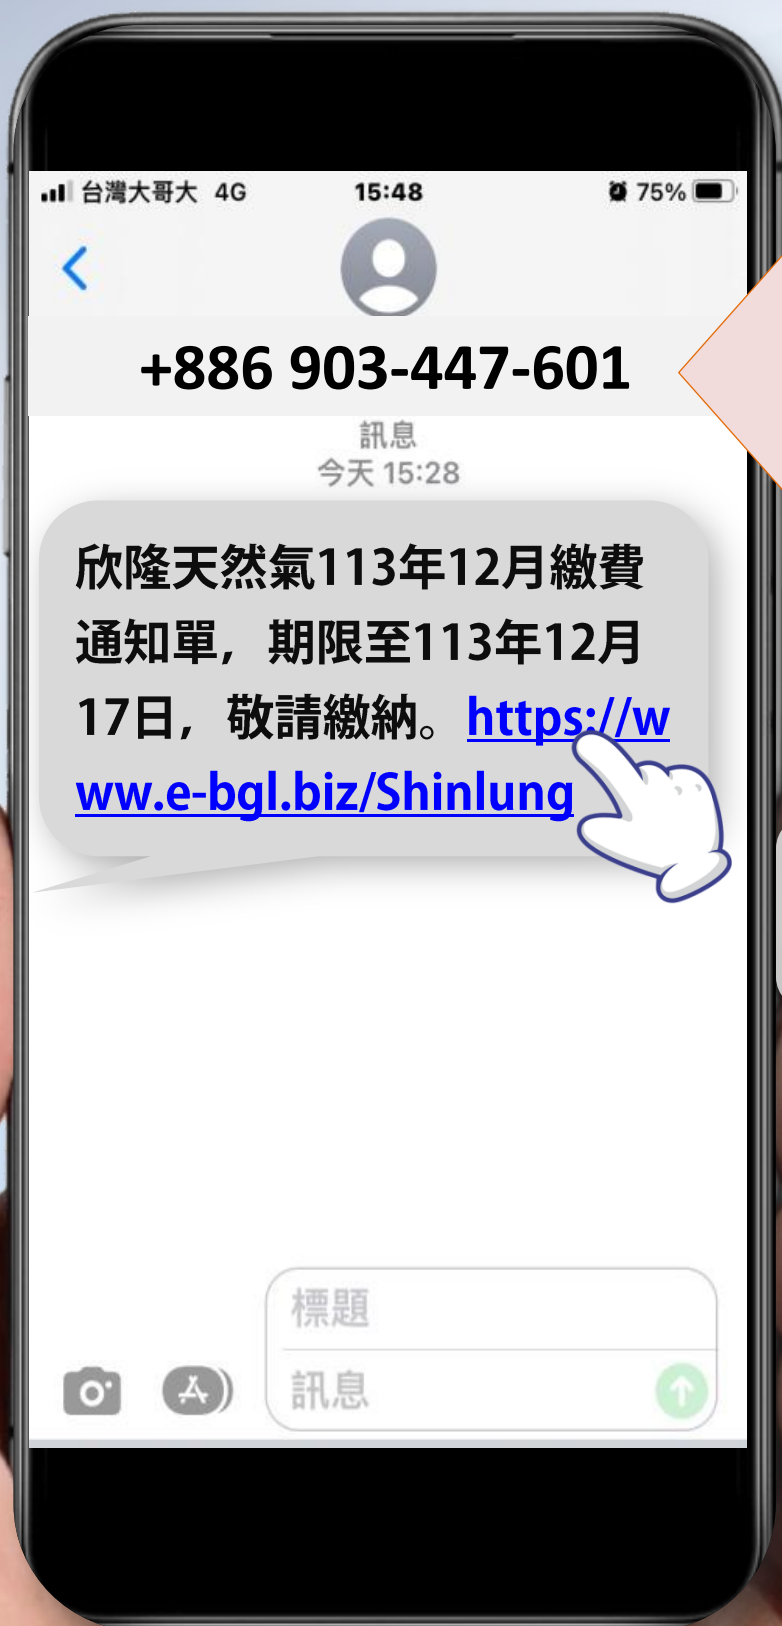 台灣大哥大 4G 15:48 75%
+886 903-447-601
訊息
今天 15:28
欣隆天然氣113年12月繳費
通知單，期限至113年12月
17日，敬請繳納。https://w
ww.e-bgl.biz/Shinlung
標題
訊息